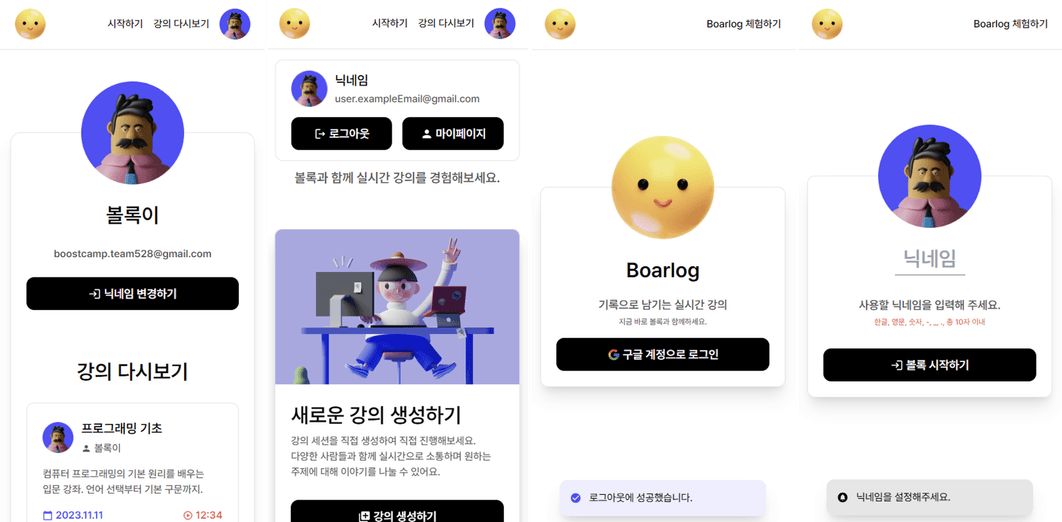 시작하기 강의 다시보기
볼록이
boostcamp.team528@gmail.com
닉네임 변경하기
강의 다시보기
프로그래밍 기초
볼록이
컴퓨터 프로그래밍의 기본 원리를 배우는
입문 강좌. 언어 선택부터 기본 구문까지.
2023.11.11 12:34
시작하기 강의 다시보기
닉네임
user.exampleEmail@gmail.com
로그아웃 마이페이지
볼록과 함께 실시간 강의를 경험해보세요.
새로운 강의 생성하기
강의 세션을 직접 생성하여 직접 진행해보세요.
다양한 사람들과 함께 실시간으로 소통하며 원하는
주제에 대해 이야기를 나눌 수 있어요.
강의 생성하기
Boarlog 체험하기
Boarlog
기록으로 남기는 실시간 강의
지금 바로 볼록과 함께하세요.
구글 계정으로 로그인
로그아웃에 성공했습니다.
Boarlog 체험하기
닉네임
사용할 닉네임을 입력해 주세요.
한글, 영문, 숫자, -, _, ., 총 10자 이내
볼록 시작하기
닉네임을 설정해주세요.